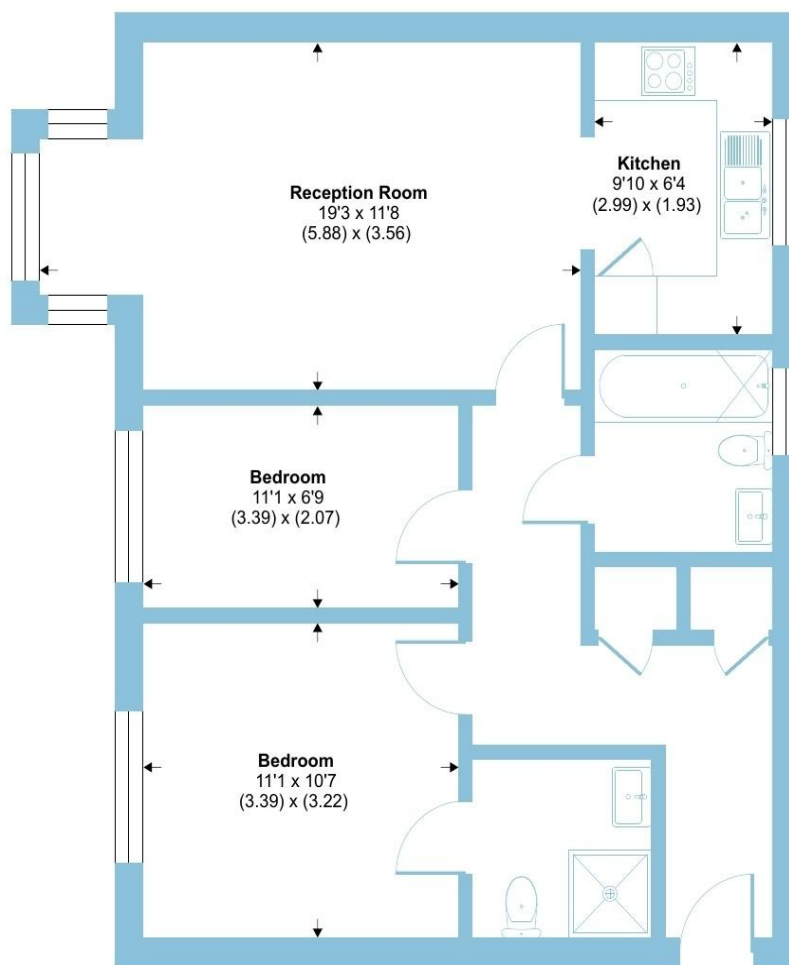 Reception Room
19'3 x 11'8
(5.88) x (3.56)
Kitchen
9'10 x 6'4
(2.99) x (1.93)
Bedroom
11'1 x 6'9
(3.39) x (2.07)
Bedroom
11'1 x 10'7
(3.39) x (3.22)